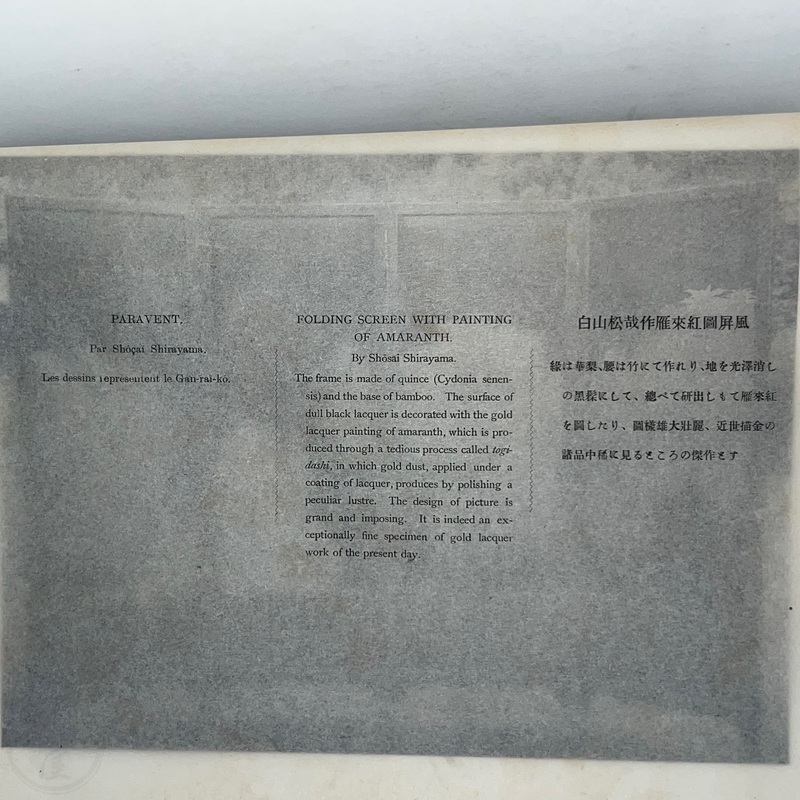 PARAVENT.
Par Shôçai Shirayama.
Les dessins représentent le Gan-rai-kô.
FOLDING SCREEN WITH PAINTING
OF AMARANTH.
By Shōsai Shirayama.
The frame is made of quince (Cydonia senen-
sis) and the base of bamboo. The surface of
dull black lacquer is decorated with the gold
lacquer painting of amaranth, which is pro-
duced through a tedious process called togi-
dashi, in which gold dust, applied under a
coating of lacquer, produces by polishing a
peculiar lustre. The design of picture is
grand and imposing. It is indeed an ex-
ceptionally fine specimen of gold lacquer
work of the present day.
白山松哉作雁來紅圖屏風
緣は華梨、腰は竹にて作れり、地を光澤消し
の黑髹にして、總べて研出しもて雁來紅
を圖したり、圖樣雄大壯麗、近世描金の
諸品中稀に見るところの傑作とす